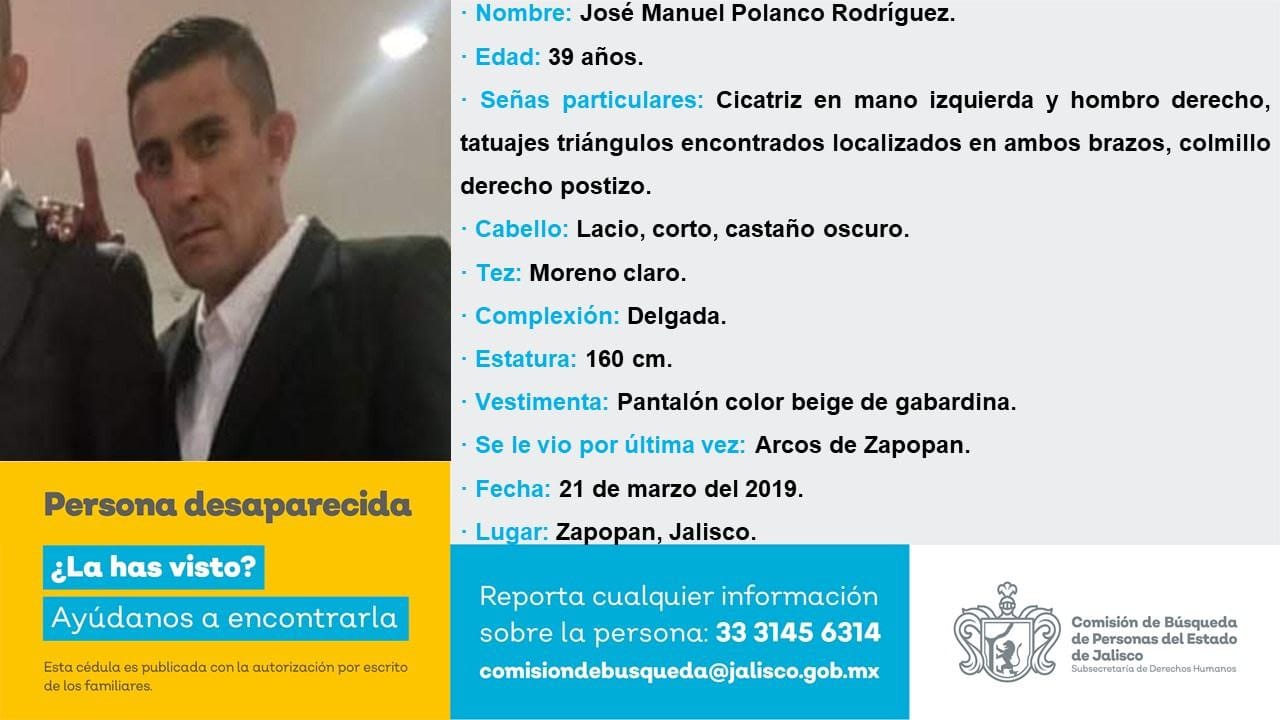 · Nombre: José Manuel Polanco Rodríguez.
· Edad: 39 años.
· Señas particulares: Cicatriz en mano izquierda y hombro derecho,
tatuajes triángulos encontrados localizados en ambos brazos, colmillo
derecho postizo.
· Cabello: Lacio, corto, castaño oscuro.
· Tez: Moreno claro.
· Complexión: Delgada.
· Estatura: 160 cm.
· Vestimenta: Pantalón color beige de gabardina.
· Se le vio por última vez: Arcos de Zapopan.
· Fecha: 21 de marzo del 2019.
· Lugar: Zapopan, Jalisco.
Persona desaparecida
¿La has visto?
Ayúdanos a encontrarla
Esta cédula es publicada con la autorización por escrito
de los familiares.
Reporta cualquier información
sobre la persona: 33 3145 6314
comisiondebusqueda@jalisco.gob.mx
Comisión de Búsqueda
de Personas del Estado
de Jalisco
Subsecretaría de Derechos Humanos